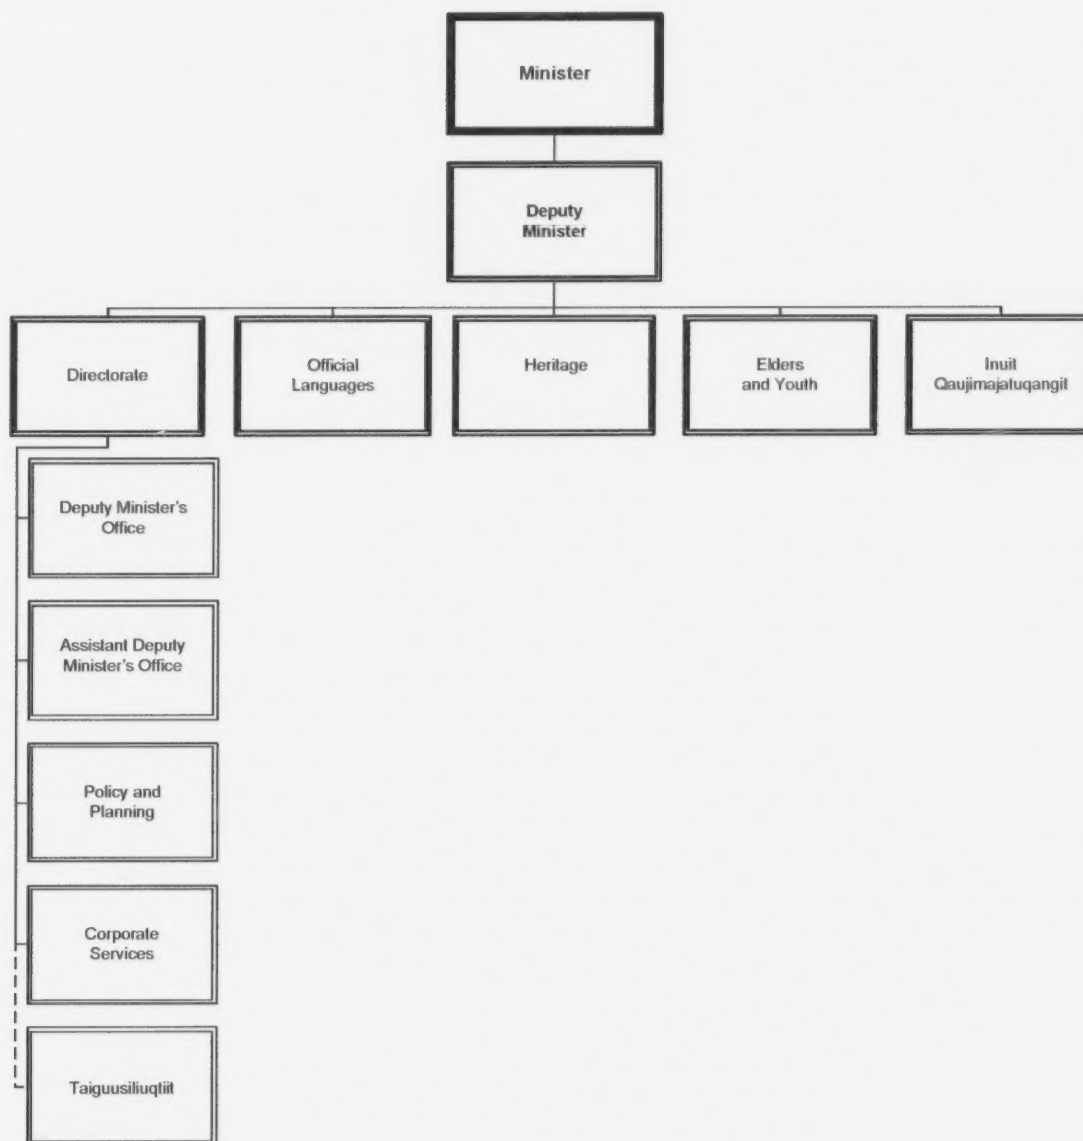 Minister
Deputy
Minister
Directorate
Official
Languages
Heritage
Elders
and Youth
Inuit
Qaujimajatuqangit
Deputy Minister's
Office
Assistant Deputy
Minister's Office
Policy and
Planning
Corporate
Services
Taiguusiliuqtiit